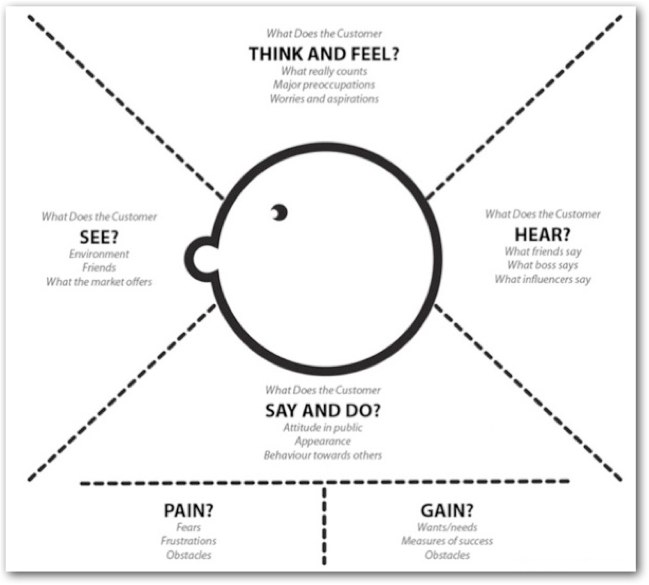 What Does the Customer
THINK AND FEEL?
What really counts
Major preoccupations
Worries and aspirations
What Does the Customer
SEE?
Environment
Friends
What the market offers
What Does the Customer
HEAR?
What friends say
What boss says
What influencers say
What Does the Customer
SAY AND DO?
Attitude in public
Appearance
Behaviour towards others
PAIN?
Fears
Frustrations
Obstacles
GAIN?
Wants/needs
Measures of success
Obstacles